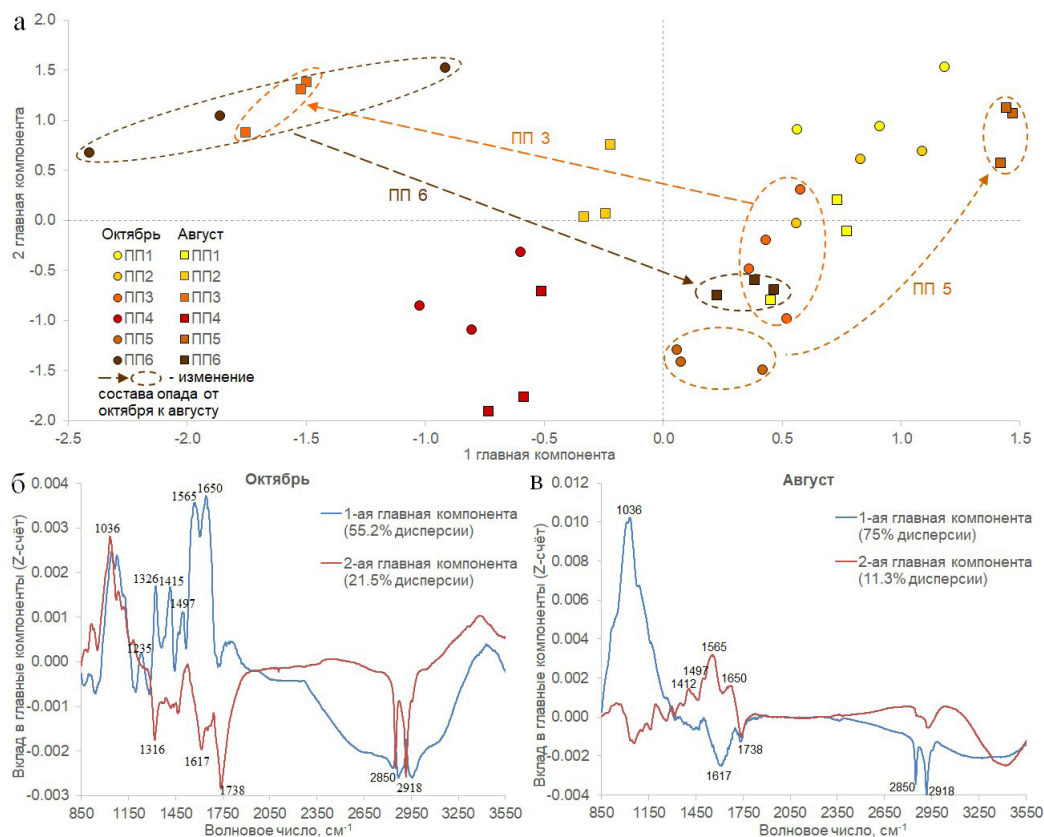 а
2 главная компонента
2.0
1.5
1.0
0.5
0.0
-0.5
-1.0
-1.5
-2.0
ПП 3
ПП 6
ПП 5
Октябрь Август
ПП1 ПП1
ПП2 ПП2
ПП3 ПП3
ПП4 ПП4
ПП5 ПП5
ПП6 ПП6
- изменение
состава опада от
октября к августу
-2.5 -2.0 -1.5 -1.0 -0.5 0.0 0.5 1.0 1.5
1 главная компонента
б
Октябрь
Вклад в главные компоненты (Z-счёт)
0.004
0.003
0.002
0.001
0.000
-0.001
-0.002
-0.003
1-ая главная компонента
(55.2% дисперсии)
2-ая главная компонента
(21.5% дисперсии)
1036
1235
1326
1415
1497
1565
1650
1316
1617
1738
2850
2918
850 1150 1450 1750 2050 2350 2650 2950 3250 3550
Волновое число, см-1
в
Август
Вклад в главные компоненты (Z-счёт)
0.012
0.010
0.008
0.006
0.004
0.002
0.000
-0.002
-0.004
1-ая главная компонента
(75% дисперсии)
2-ая главная компонента
(11.3% дисперсии)
1036
1412
1497
1565
1650
1617
1738
2850
2918
850 1150 1450 1750 2050 2350 2650 2950 3250 3550
Волновое число, см-1